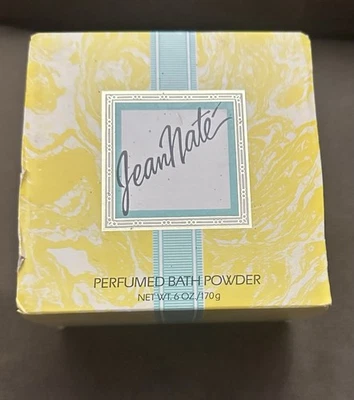 Jean Naté
PERFUMED BATH POWDER
NET WT. 6 OZ./170g